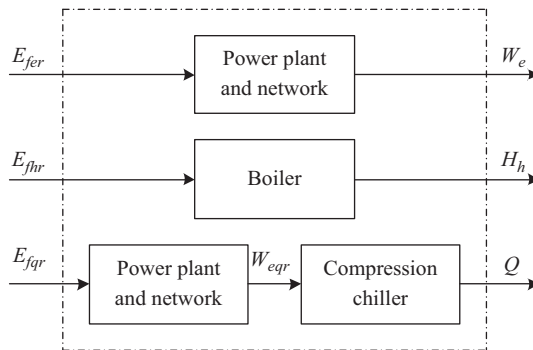 E_fer
Power plant
and network
W_e
E_fhr
Boiler
H_h
E_fqr
Power plant
and network
W_eqr
Compression
chiller
Q